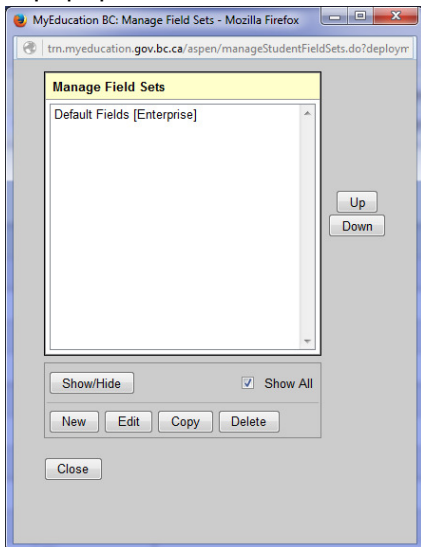 MyEducation BC: Manage Field Sets - Mozilla Firefox
trn.myeducation.gov.bc.ca/aspen/manageStudentFieldSets.do?deploym
Manage Field Sets
Default Fields [Enterprise]
Up
Down
Show/Hide
Show All
New Edit Copy Delete
Close